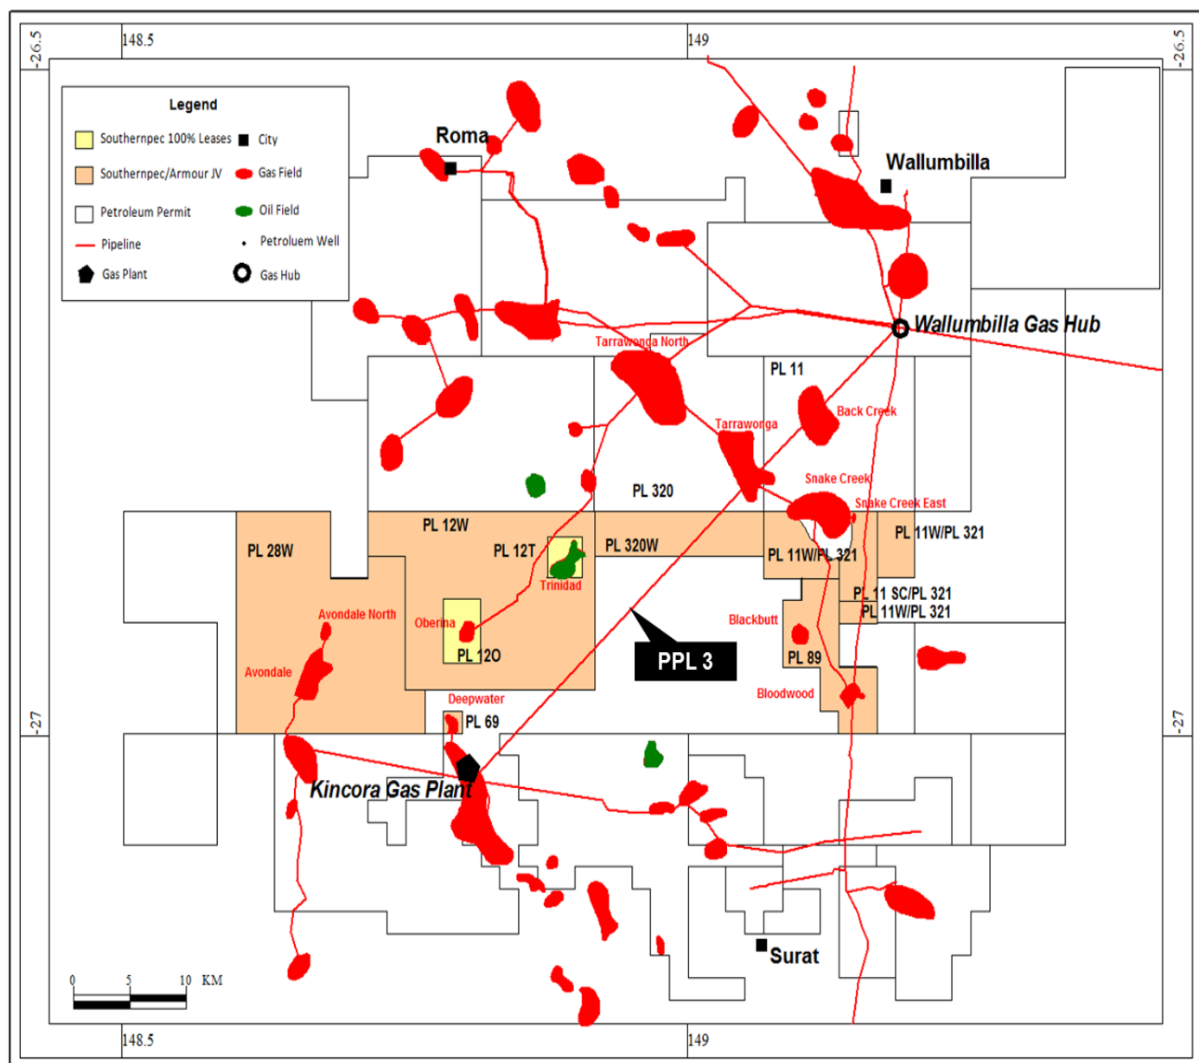 148.5
149
-26.5
-26.5
Legend
Southernpec 100% Leases
City
Southernpec/Armour JV
Gas Field
Petroleum Permit
Oil Field
Pipeline
Petroluem Well
Gas Plant
Gas Hub
Roma
Wallumbilla
Wallumbilla Gas Hub
Tarrawonga North
PL 11
Back Creek
Tarrawonga
Snake Creek
PL 320
Snake Creek East
PL 12W
PL 11W/PL 321
PL 28W
PL 12T
PL 320W
PL 11W/PL 321
Trinidad
PL 11 SC/PL 321
Avondale North
PL 11W/PL 321
Oberina
Blackbutt
PL 12O
PPL 3
PL 89
Avondale
Bloodwood
Deepwater
PL 69
-27
-27
Kincora Gas Plant
Surat
0
5
10
KM
148.5
149